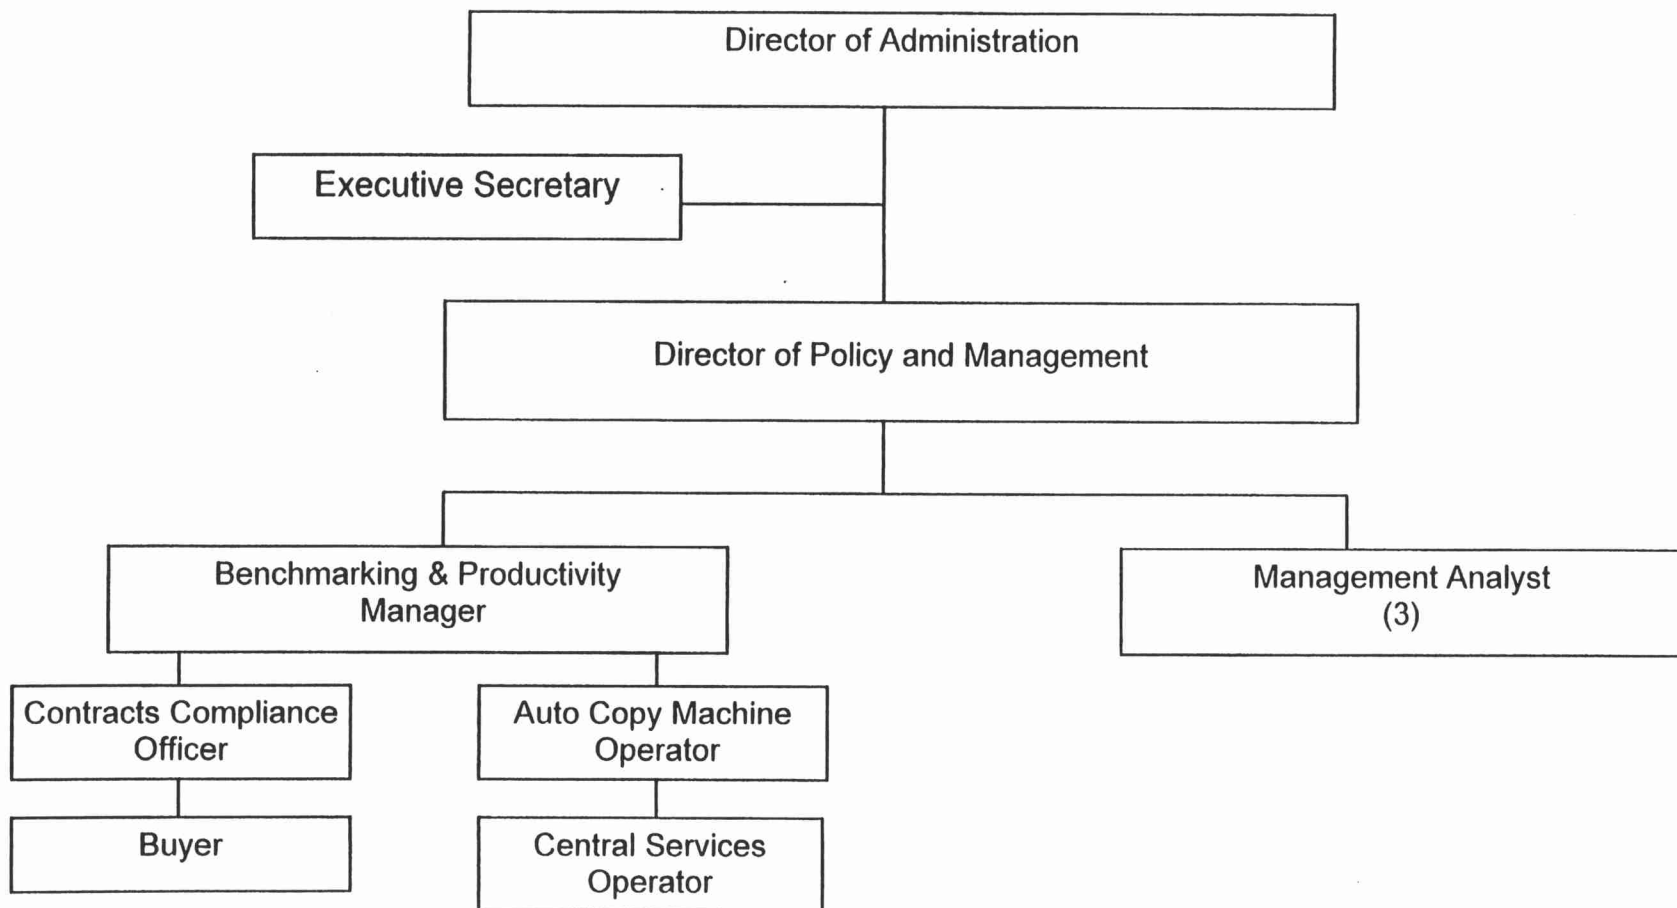 Director of Administration
Executive Secretary
Director of Policy and Management
Benchmarking & Productivity
Manager
Management Analyst
(3)
Contracts Compliance
Officer
Auto Copy Machine
Operator
Buyer
Central Services
Operator